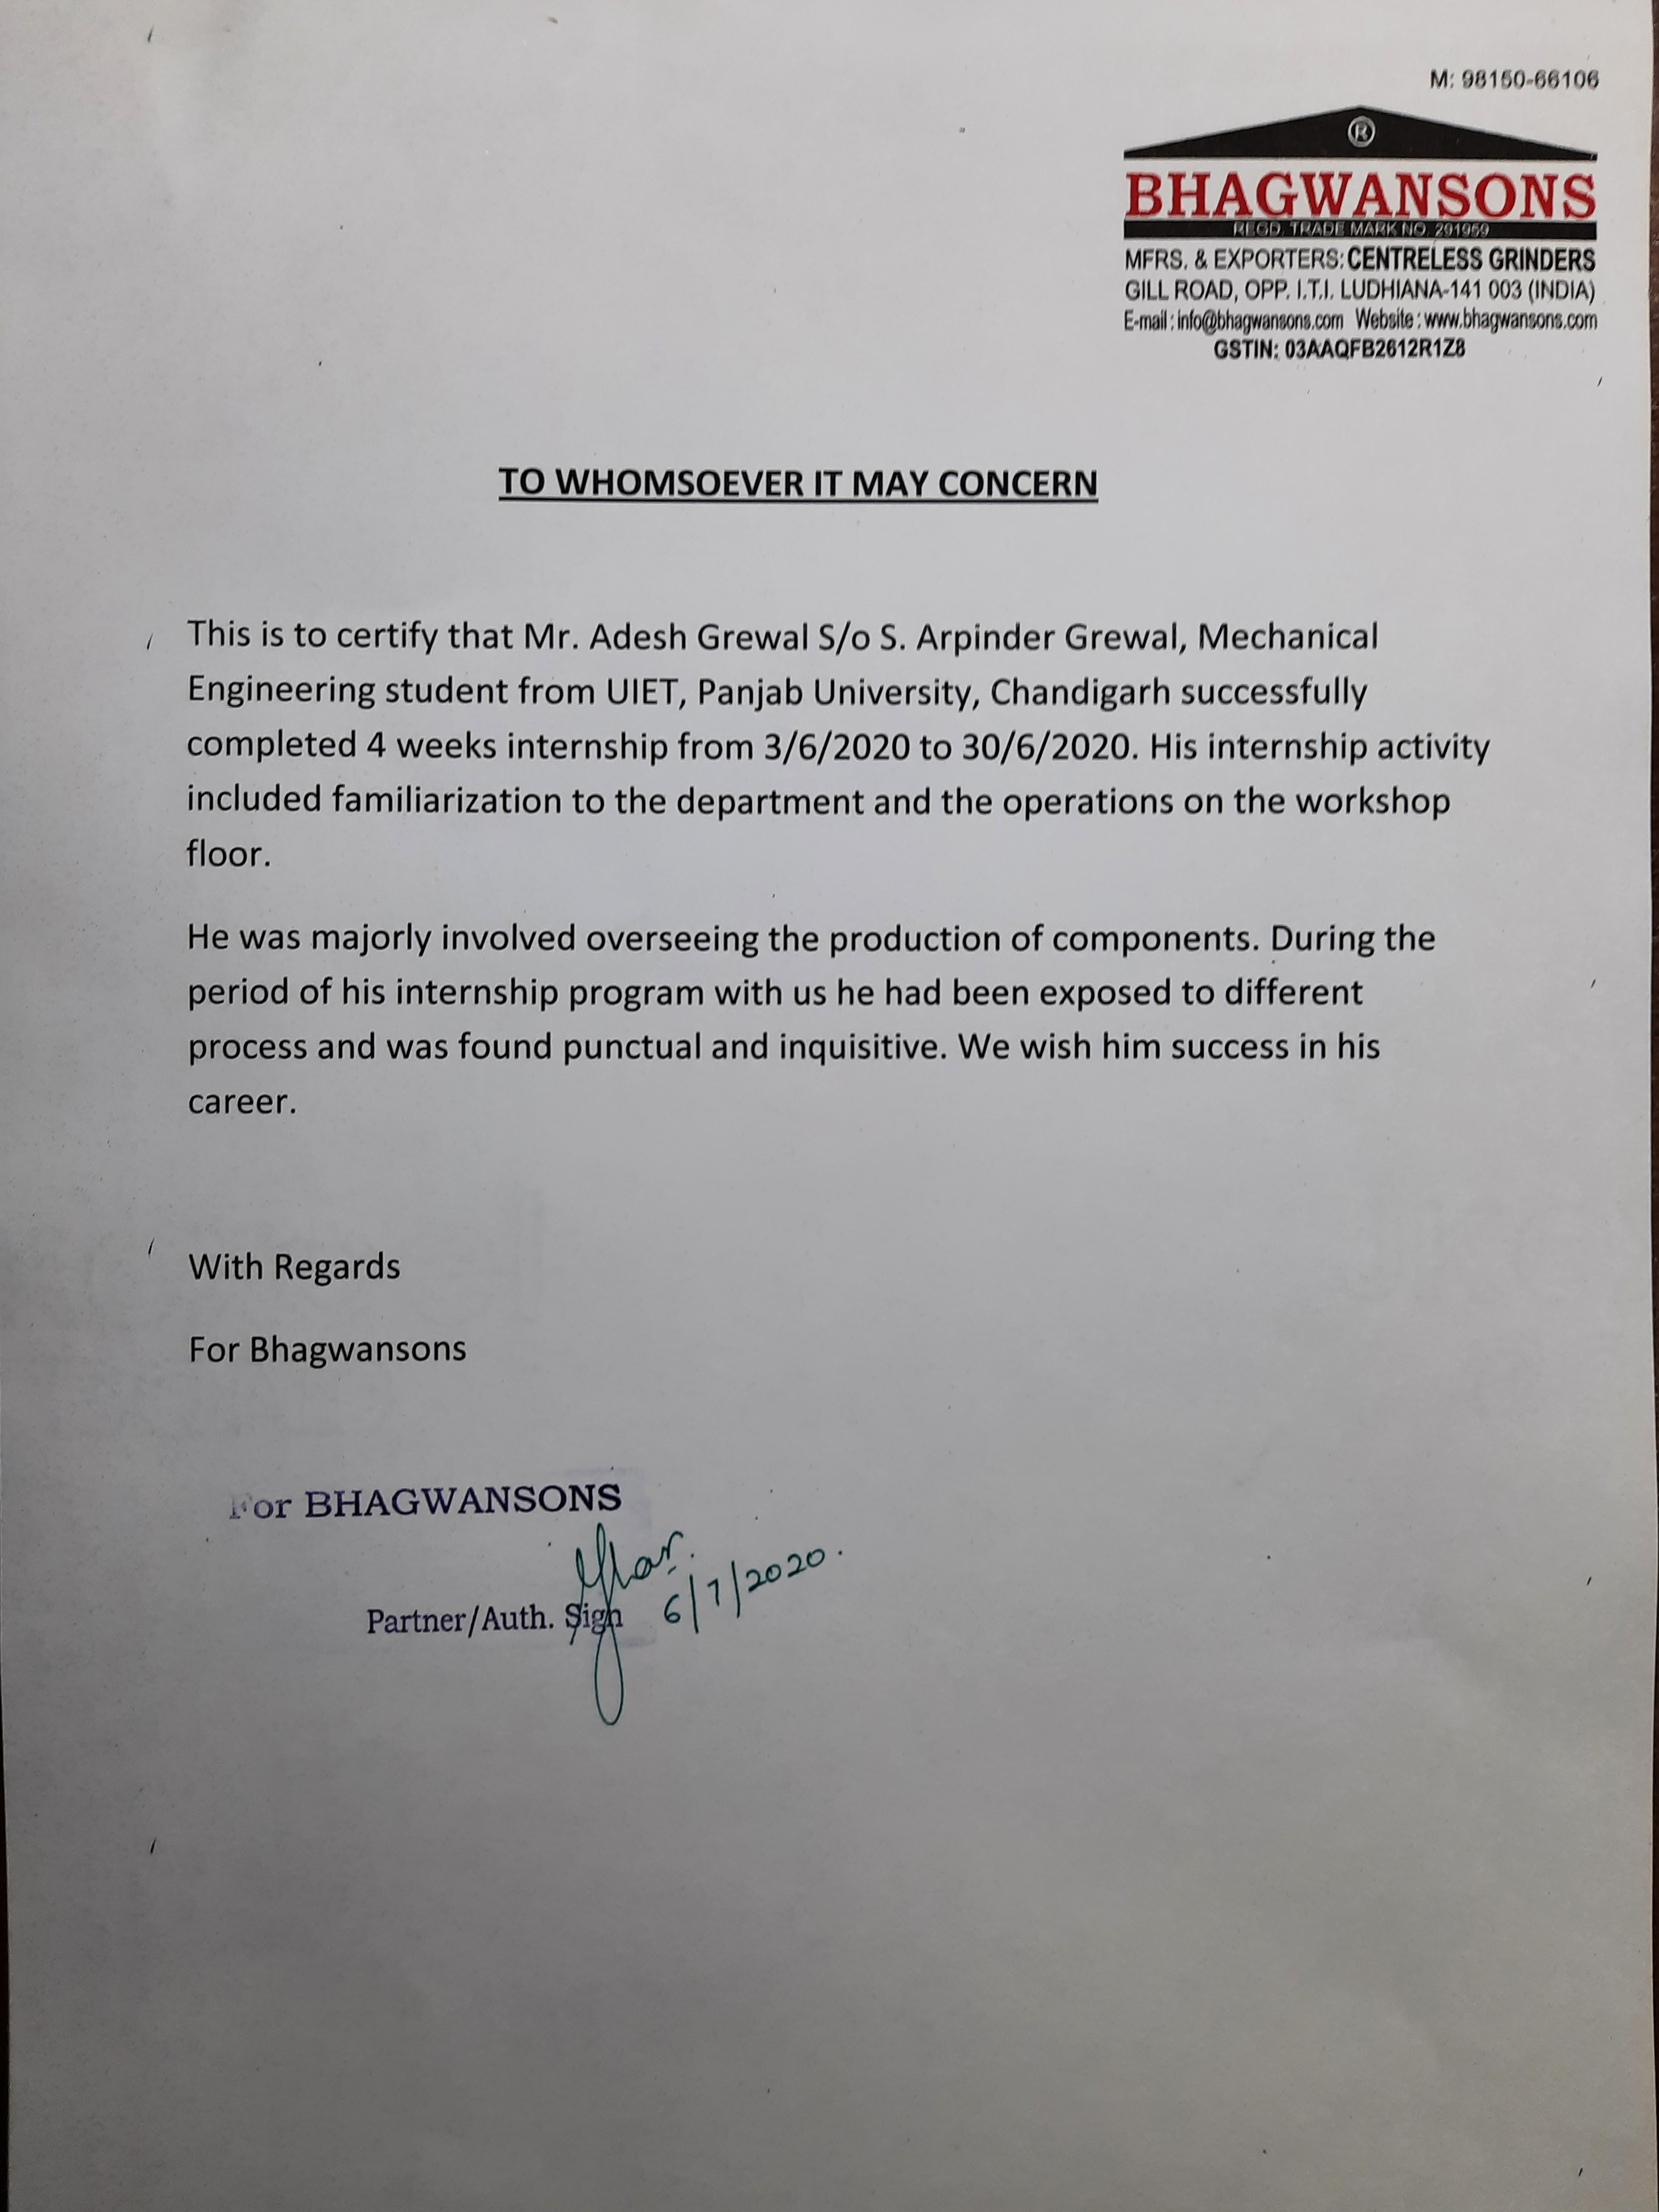 M: 98150-66106
®
BHAGWANSONS
REGD. TRADE MARK NO. 291959
MFRS. & EXPORTERS: CENTRELESS GRINDERS
GILL ROAD, OPP. I.T.I. LUDHIANA-141 003 (INDIA)
E-mail : info@bhagwansons.com Website : www.bhagwansons.com
GSTIN: 03AAQFB2612R1Z8
TO WHOMSOEVER IT MAY CONCERN
This is to certify that Mr. Adesh Grewal S/o S. Arpinder Grewal, Mechanical
Engineering student from UIET, Panjab University, Chandigarh successfully
completed 4 weeks internship from 3/6/2020 to 30/6/2020. His internship activity
included familiarization to the department and the operations on the workshop
floor.
He was majorly involved overseeing the production of components. During the
period of his internship program with us he had been exposed to different
process and was found punctual and inquisitive. We wish him success in his
career.
With Regards
For Bhagwansons
For BHAGWANSONS
Partner/Auth. Sign
6/7/2020.